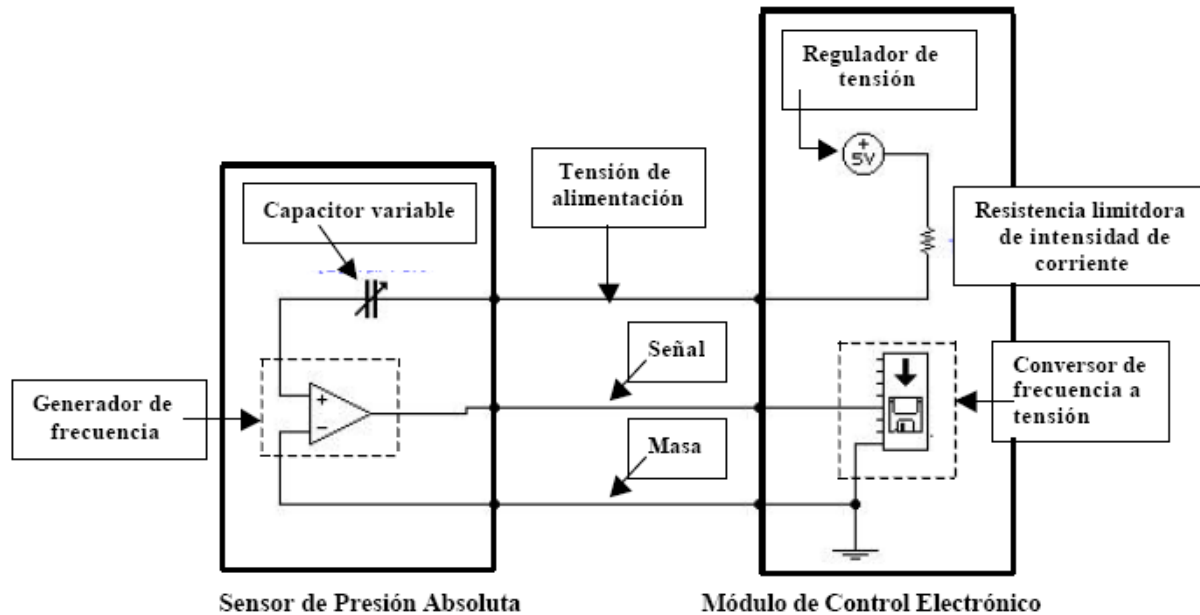 Regulador de
tensión
+
5V
Tensión de
alimentación
Capacitor variable
Resistencia limitdora
de intensidad de
corriente
Señal
Generador de
frecuencia
+
−
Conversor de
frecuencia a
tensión
Masa
Sensor de Presión Absoluta
Módulo de Control Electrónico